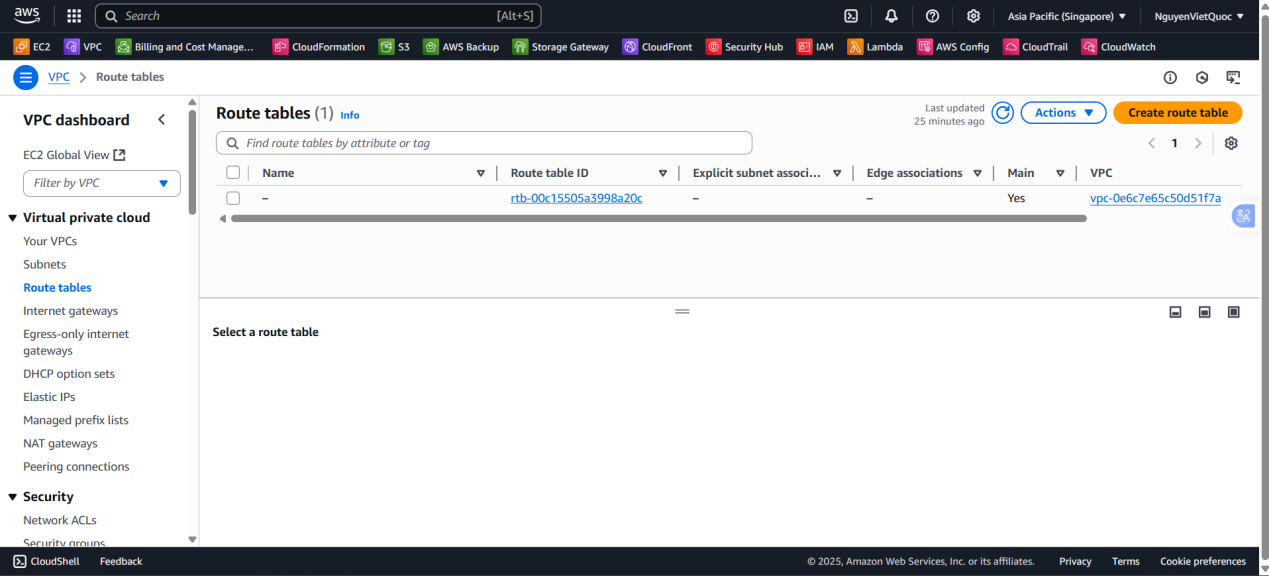 aws
Search [Alt+S]
Asia Pacific (Singapore) NguyenVietQuoc
EC2 VPC Billing and Cost Manage... CloudFormation S3 AWS Backup Storage Gateway CloudFront Security Hub IAM Lambda AWS Config CloudTrail CloudWatch
VPC Route tables
VPC dashboard
EC2 Global View
Filter by VPC
Virtual private cloud
Your VPCs
Subnets
Route tables
Internet gateways
Egress-only internet
gateways
DHCP option sets
Elastic IPs
Managed prefix lists
NAT gateways
Peering connections
Security
Network ACLs
Security groups
Route tables (1) Info
Last updated
25 minutes ago
Actions
Create route table
Find route tables by attribute or tag
1
Name Route table ID Explicit subnet associ... Edge associations Main VPC
– rtb-00c15505a3998a20c – – Yes vpc-0e6c7e65c50d51f7a
Select a route table
CloudShell Feedback © 2025, Amazon Web Services, Inc. or its affiliates. Privacy Terms Cookie preferences